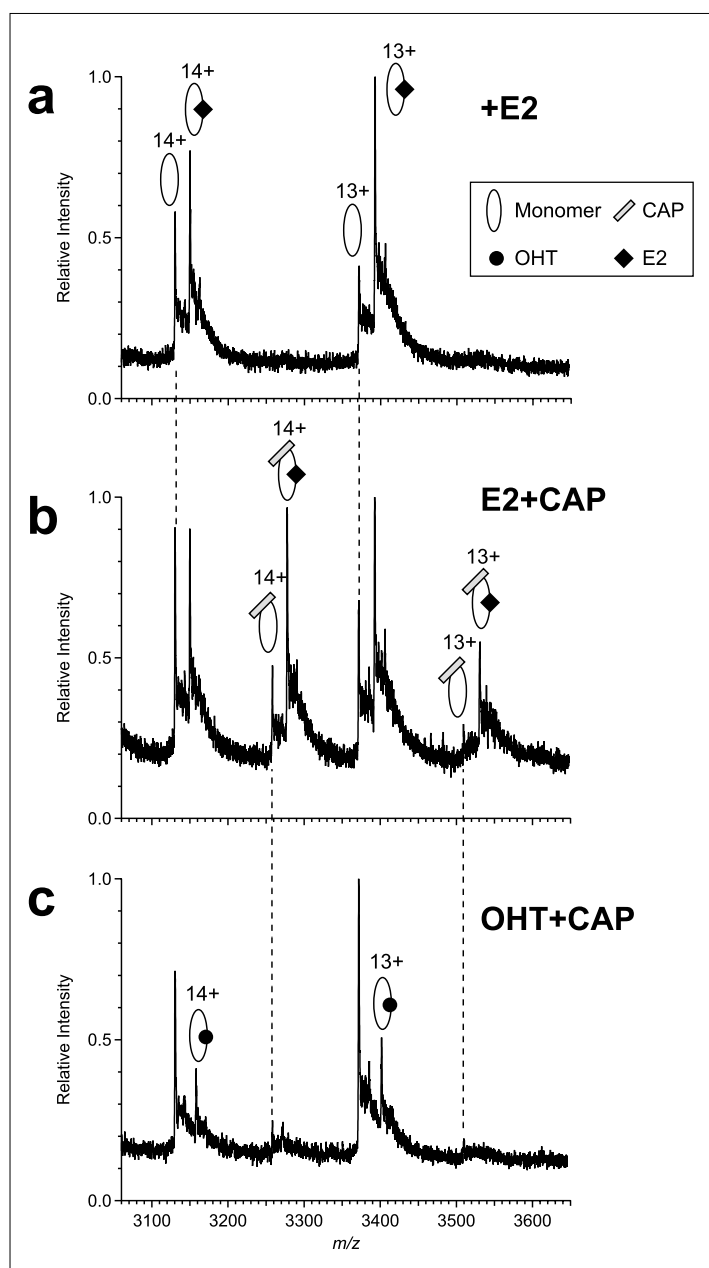 a
+E2
14+
14+
13+
13+
Monomer
CAP
OHT
E2
Relative Intensity
1.0
0.5
0.0
b
E2+CAP
14+
14+
13+
13+
Relative Intensity
1.0
0.5
0.0
c
OHT+CAP
14+
13+
Relative Intensity
1.0
0.5
0.0
3100 3200 3300 3400 3500 3600
m/z